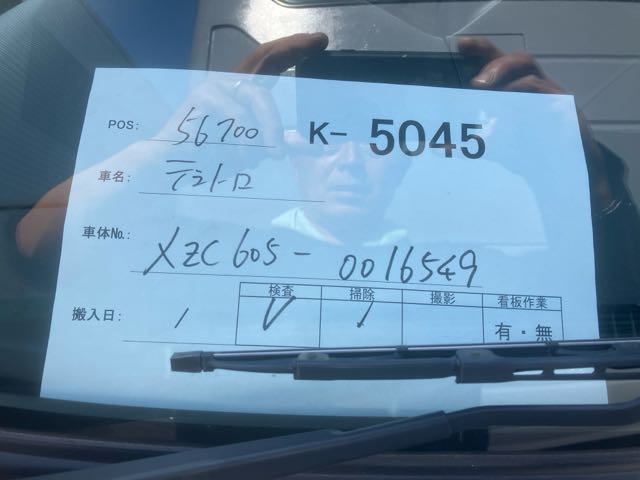 POS: 56700 K- 5045
車名: デュトロ
車体No.: XZC605-0016549
検査 掃除 撮影 看板作業
搬入日: / ✓ ✓ 有・無